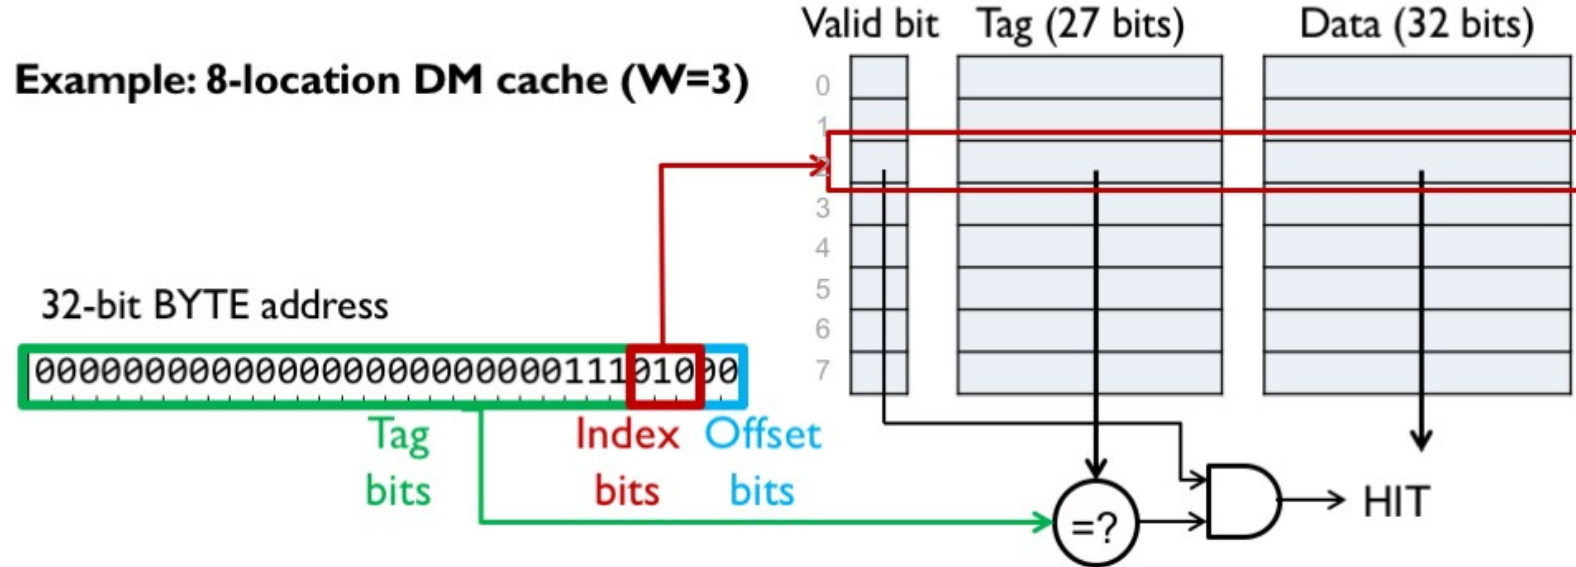 Valid bit Tag (27 bits) Data (32 bits)
Example: 8-location DM cache (W=3)
0
1
2
3
4
5
6
7
32-bit BYTE address
00000000000000000000000011101000
Tag bits
Index bits
Offset bits
=?
HIT